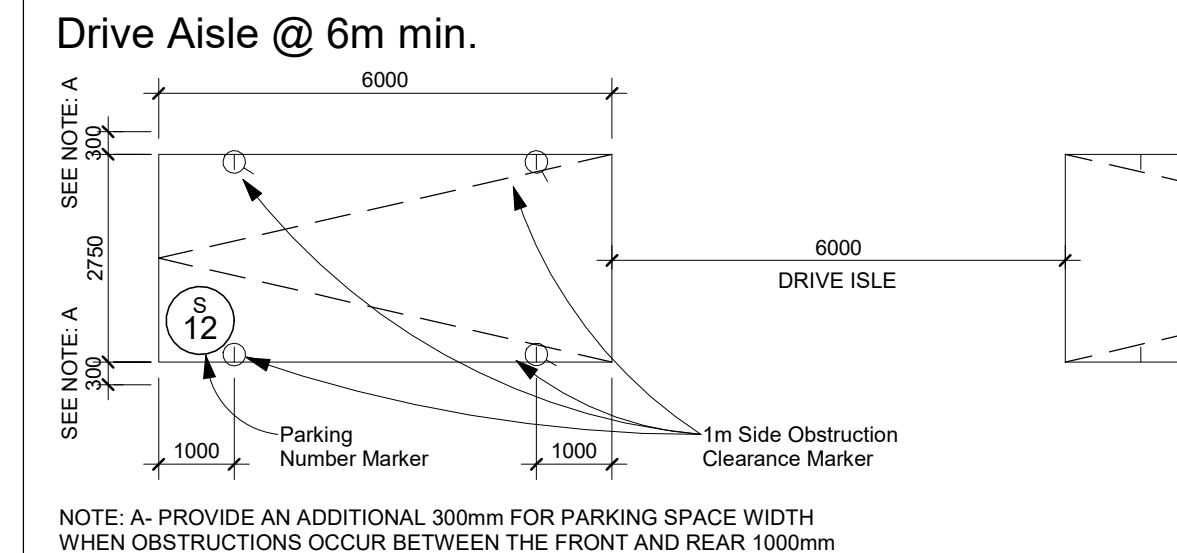 Drive Aisle @ 6m min.
6000
SEE NOTE: A
300
2750
SEE NOTE: A
300
6000
DRIVE ISLE
S
12
1000
Parking
Number Marker
1000
1m Side Obstruction
Clearance Marker
NOTE: A- PROVIDE AN ADDITIONAL 300mm FOR PARKING SPACE WIDTH
WHEN OBSTRUCTIONS OCCUR BETWEEN THE FRONT AND REAR 1000mm